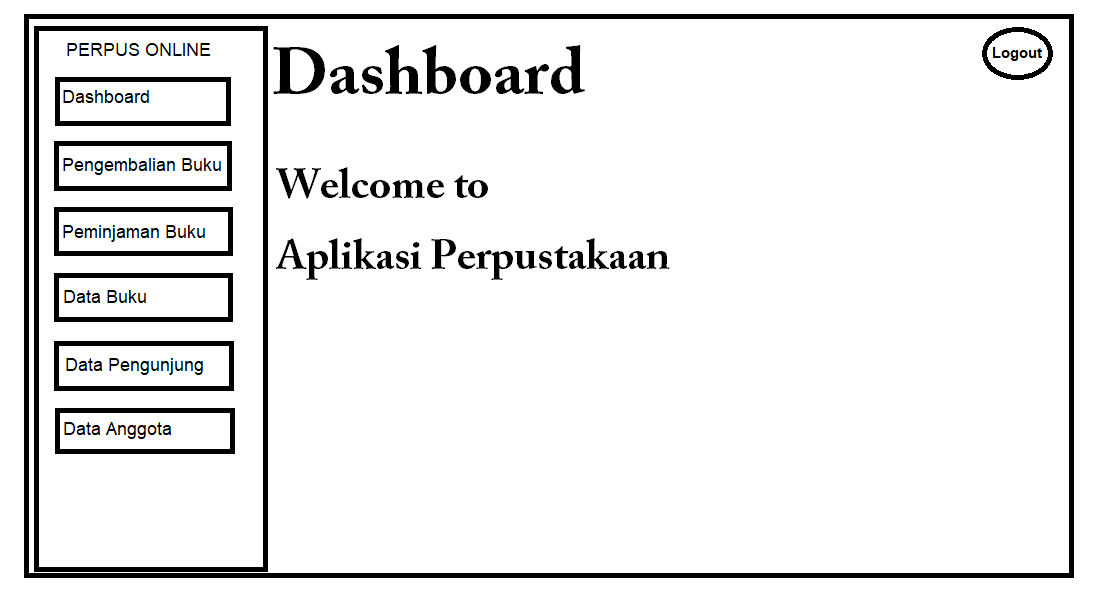 PERPUS ONLINE
Dashboard
Pengembalian Buku
Peminjaman Buku
Data Buku
Data Pengunjung
Data Anggota
Dashboard
Logout
Welcome to
Aplikasi Perpustakaan